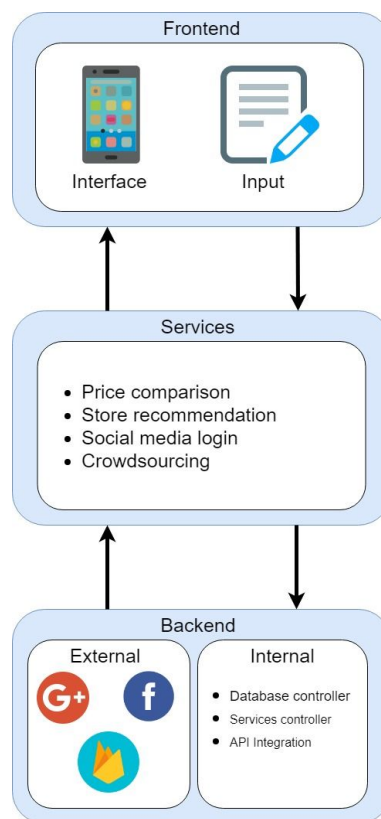 Frontend
Interface
Input
Services
Price comparison
Store recommendation
Social media login
Crowdsourcing
Backend
External
G+
f
Internal
Database controller
Services controller
API Integration